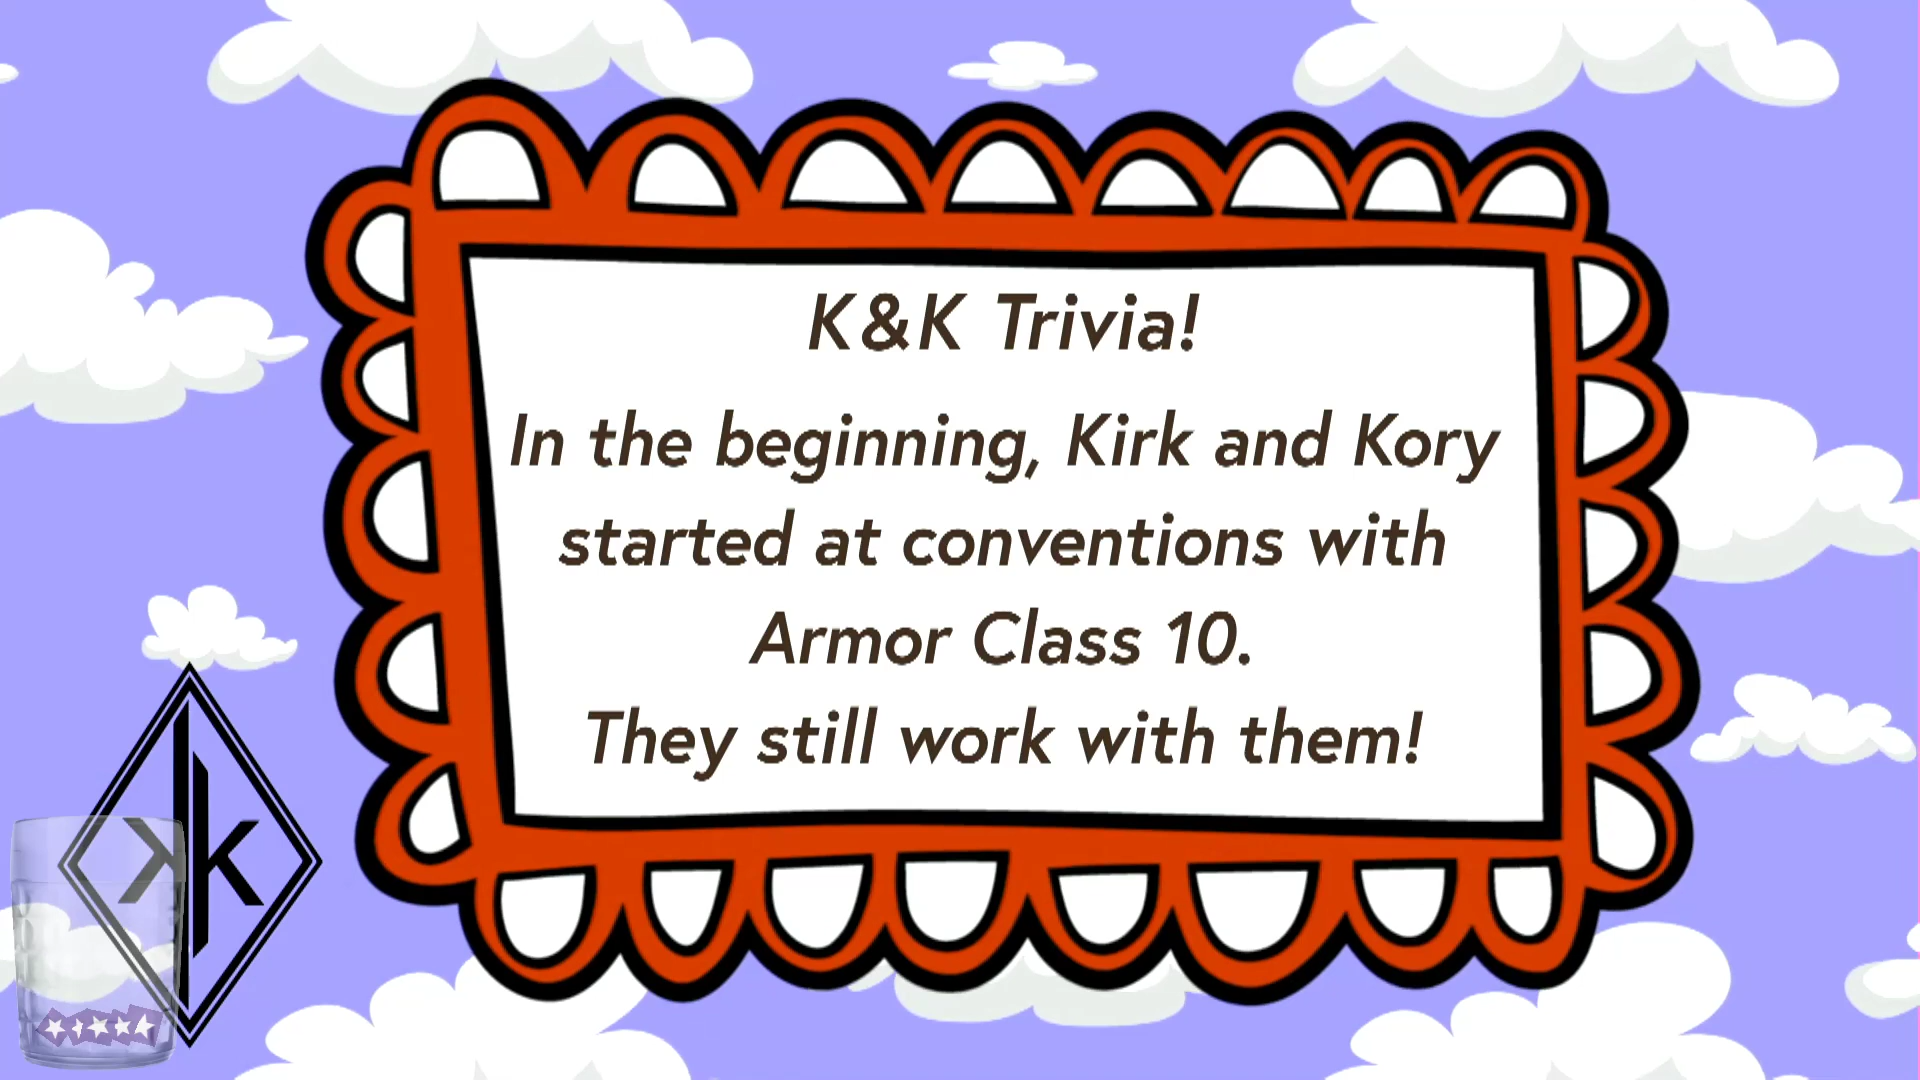 K&K Trivia!
In the beginning, Kirk and Kory
started at conventions with
Armor Class 10.
They still work with them!
KK